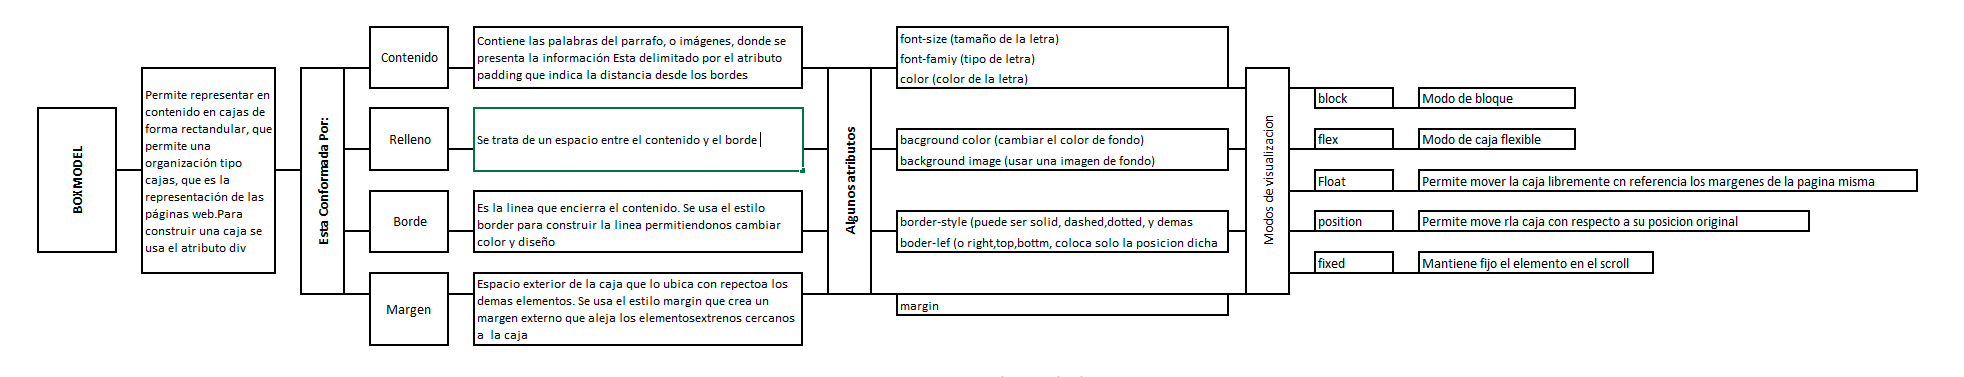 BOX MODEL
Permite representar en
contenido en cajas de
forma rectandular, que
permite una
organización tipo
cajas, que es la
representación de las
páginas web.Para
construir una caja se
usa el atributo div
Esta Conformada Por:
Contenido
Contiene las palabras del parrafo, o imágenes, donde se
presenta la información Esta delimitado por el atributo
padding que indica la distancia desde los bordes
Relleno
Se trata de un espacio entre el contenido y el borde
Borde
Es la linea que encierra el contenido. Se usa el estilo
border para construir la linea permitiendonos cambiar
color y diseño
Margen
Espacio exterior de la caja que lo ubica con repectoa los
demas elementos. Se usa el estilo margin que crea un
margen externo que aleja los elementosextrenos cercanos
a la caja
Algunos atributos
font-size (tamaño de la letra)
font-famiy (tipo de letra)
color (color de la letra)
bacground color (cambiar el color de fondo)
background image (usar una imagen de fondo)
border-style (puede ser solid, dashed,dotted, y demas
boder-lef (o right,top,bottm, coloca solo la posicion dicha
margin
Modos de visualizacion
block
Modo de bloque
flex
Modo de caja flexible
Float
Permite mover la caja libremente cn referencia los margenes de la pagina misma
position
Permite move rla caja con respecto a su posicion original
fixed
Mantiene fijo el elemento en el scroll